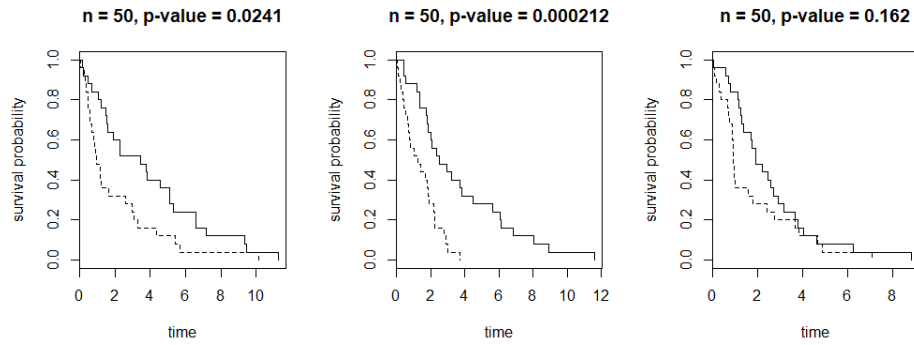 n = 50, p-value = 0.0241
survival probability
0.0 0.2 0.4 0.6 0.8 1.0
0 2 4 6 8 10
time
n = 50, p-value = 0.000212
survival probability
0.0 0.2 0.4 0.6 0.8 1.0
0 2 4 6 8 10 12
time
n = 50, p-value = 0.162
survival probability
0.0 0.2 0.4 0.6 0.8 1.0
0 2 4 6 8
time